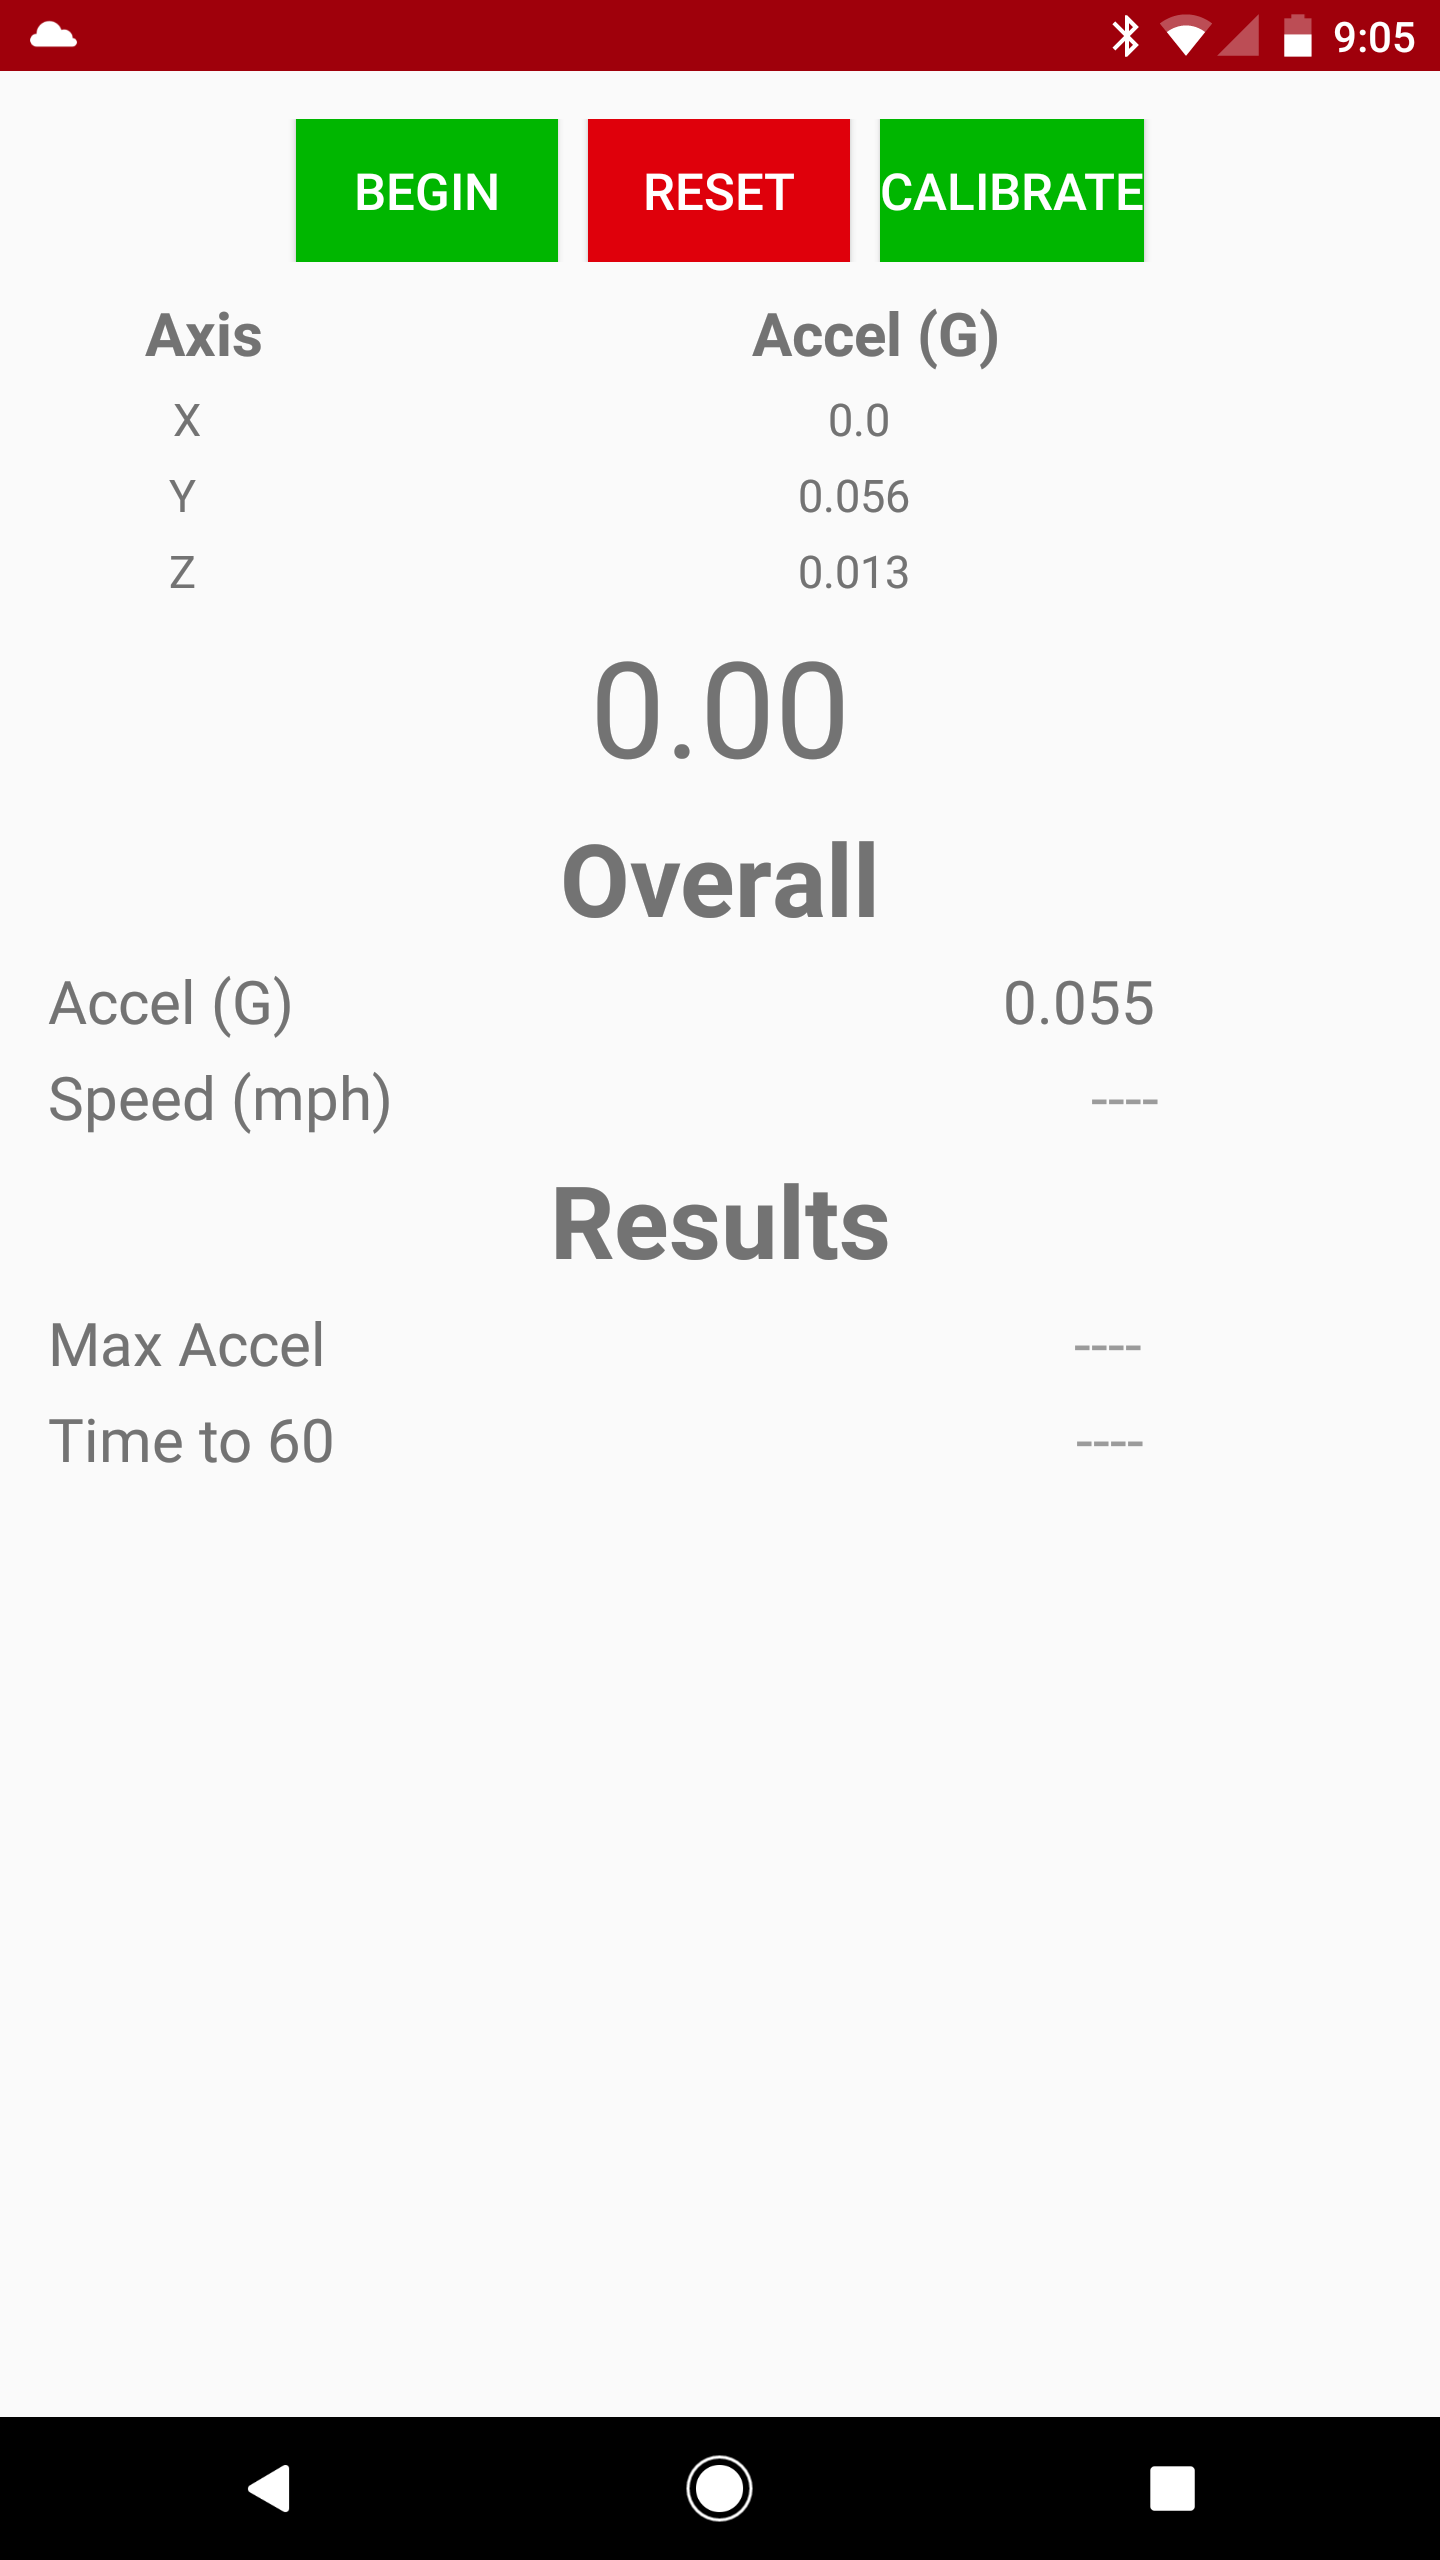 9:05
BEGIN RESET CALIBRATE
Axis Accel (G)
X 0.0
Y 0.056
Z 0.013
0.00
Overall
Accel (G) 0.055
Speed (mph) ----
Results
Max Accel ----
Time to 60 ----